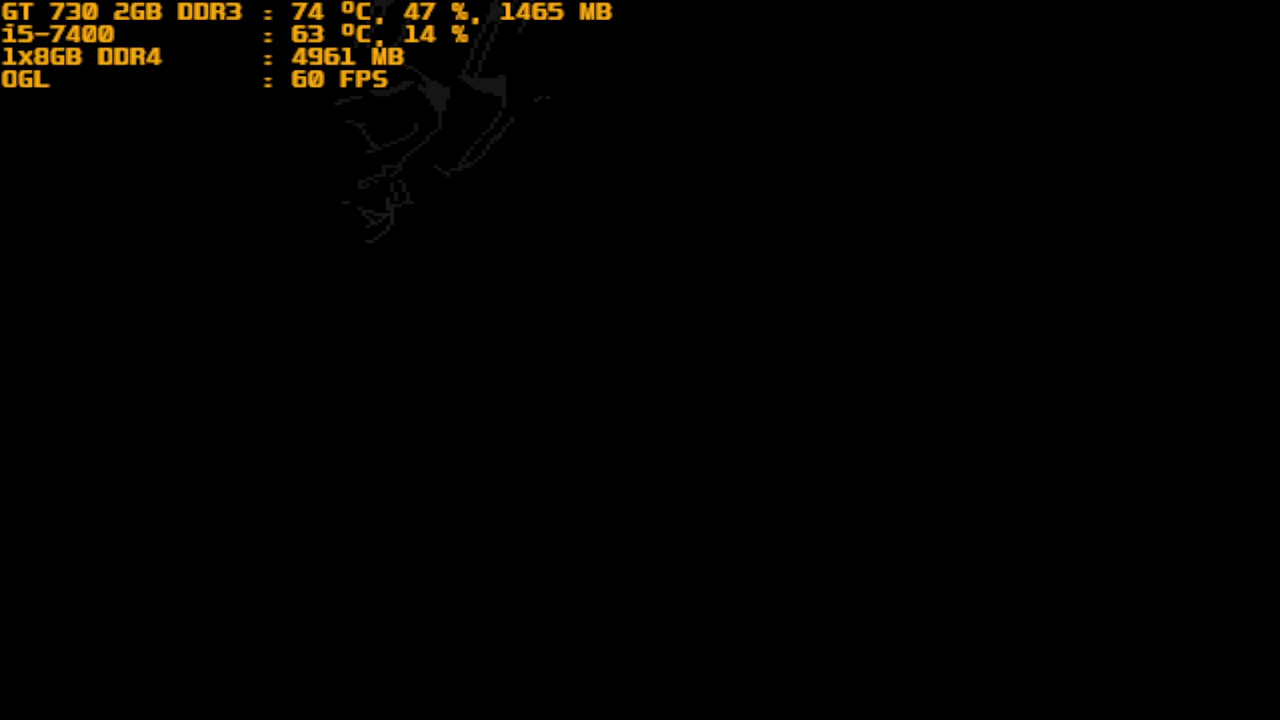 GT 730 2GB DDR3 : 74 ºC, 47 %, 1465 MB
i5-7400 : 63 ºC, 14 %
1x8GB DDR4 : 4961 MB
OGL : 60 FPS